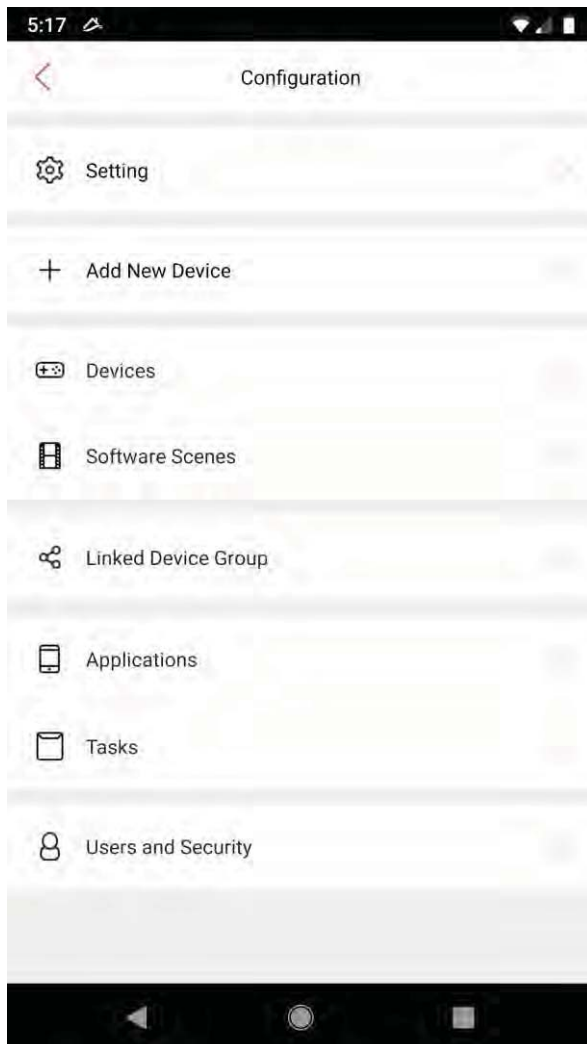 5:17
Configuration
Setting
Add New Device
Devices
Software Scenes
Linked Device Group
Applications
Tasks
Users and Security